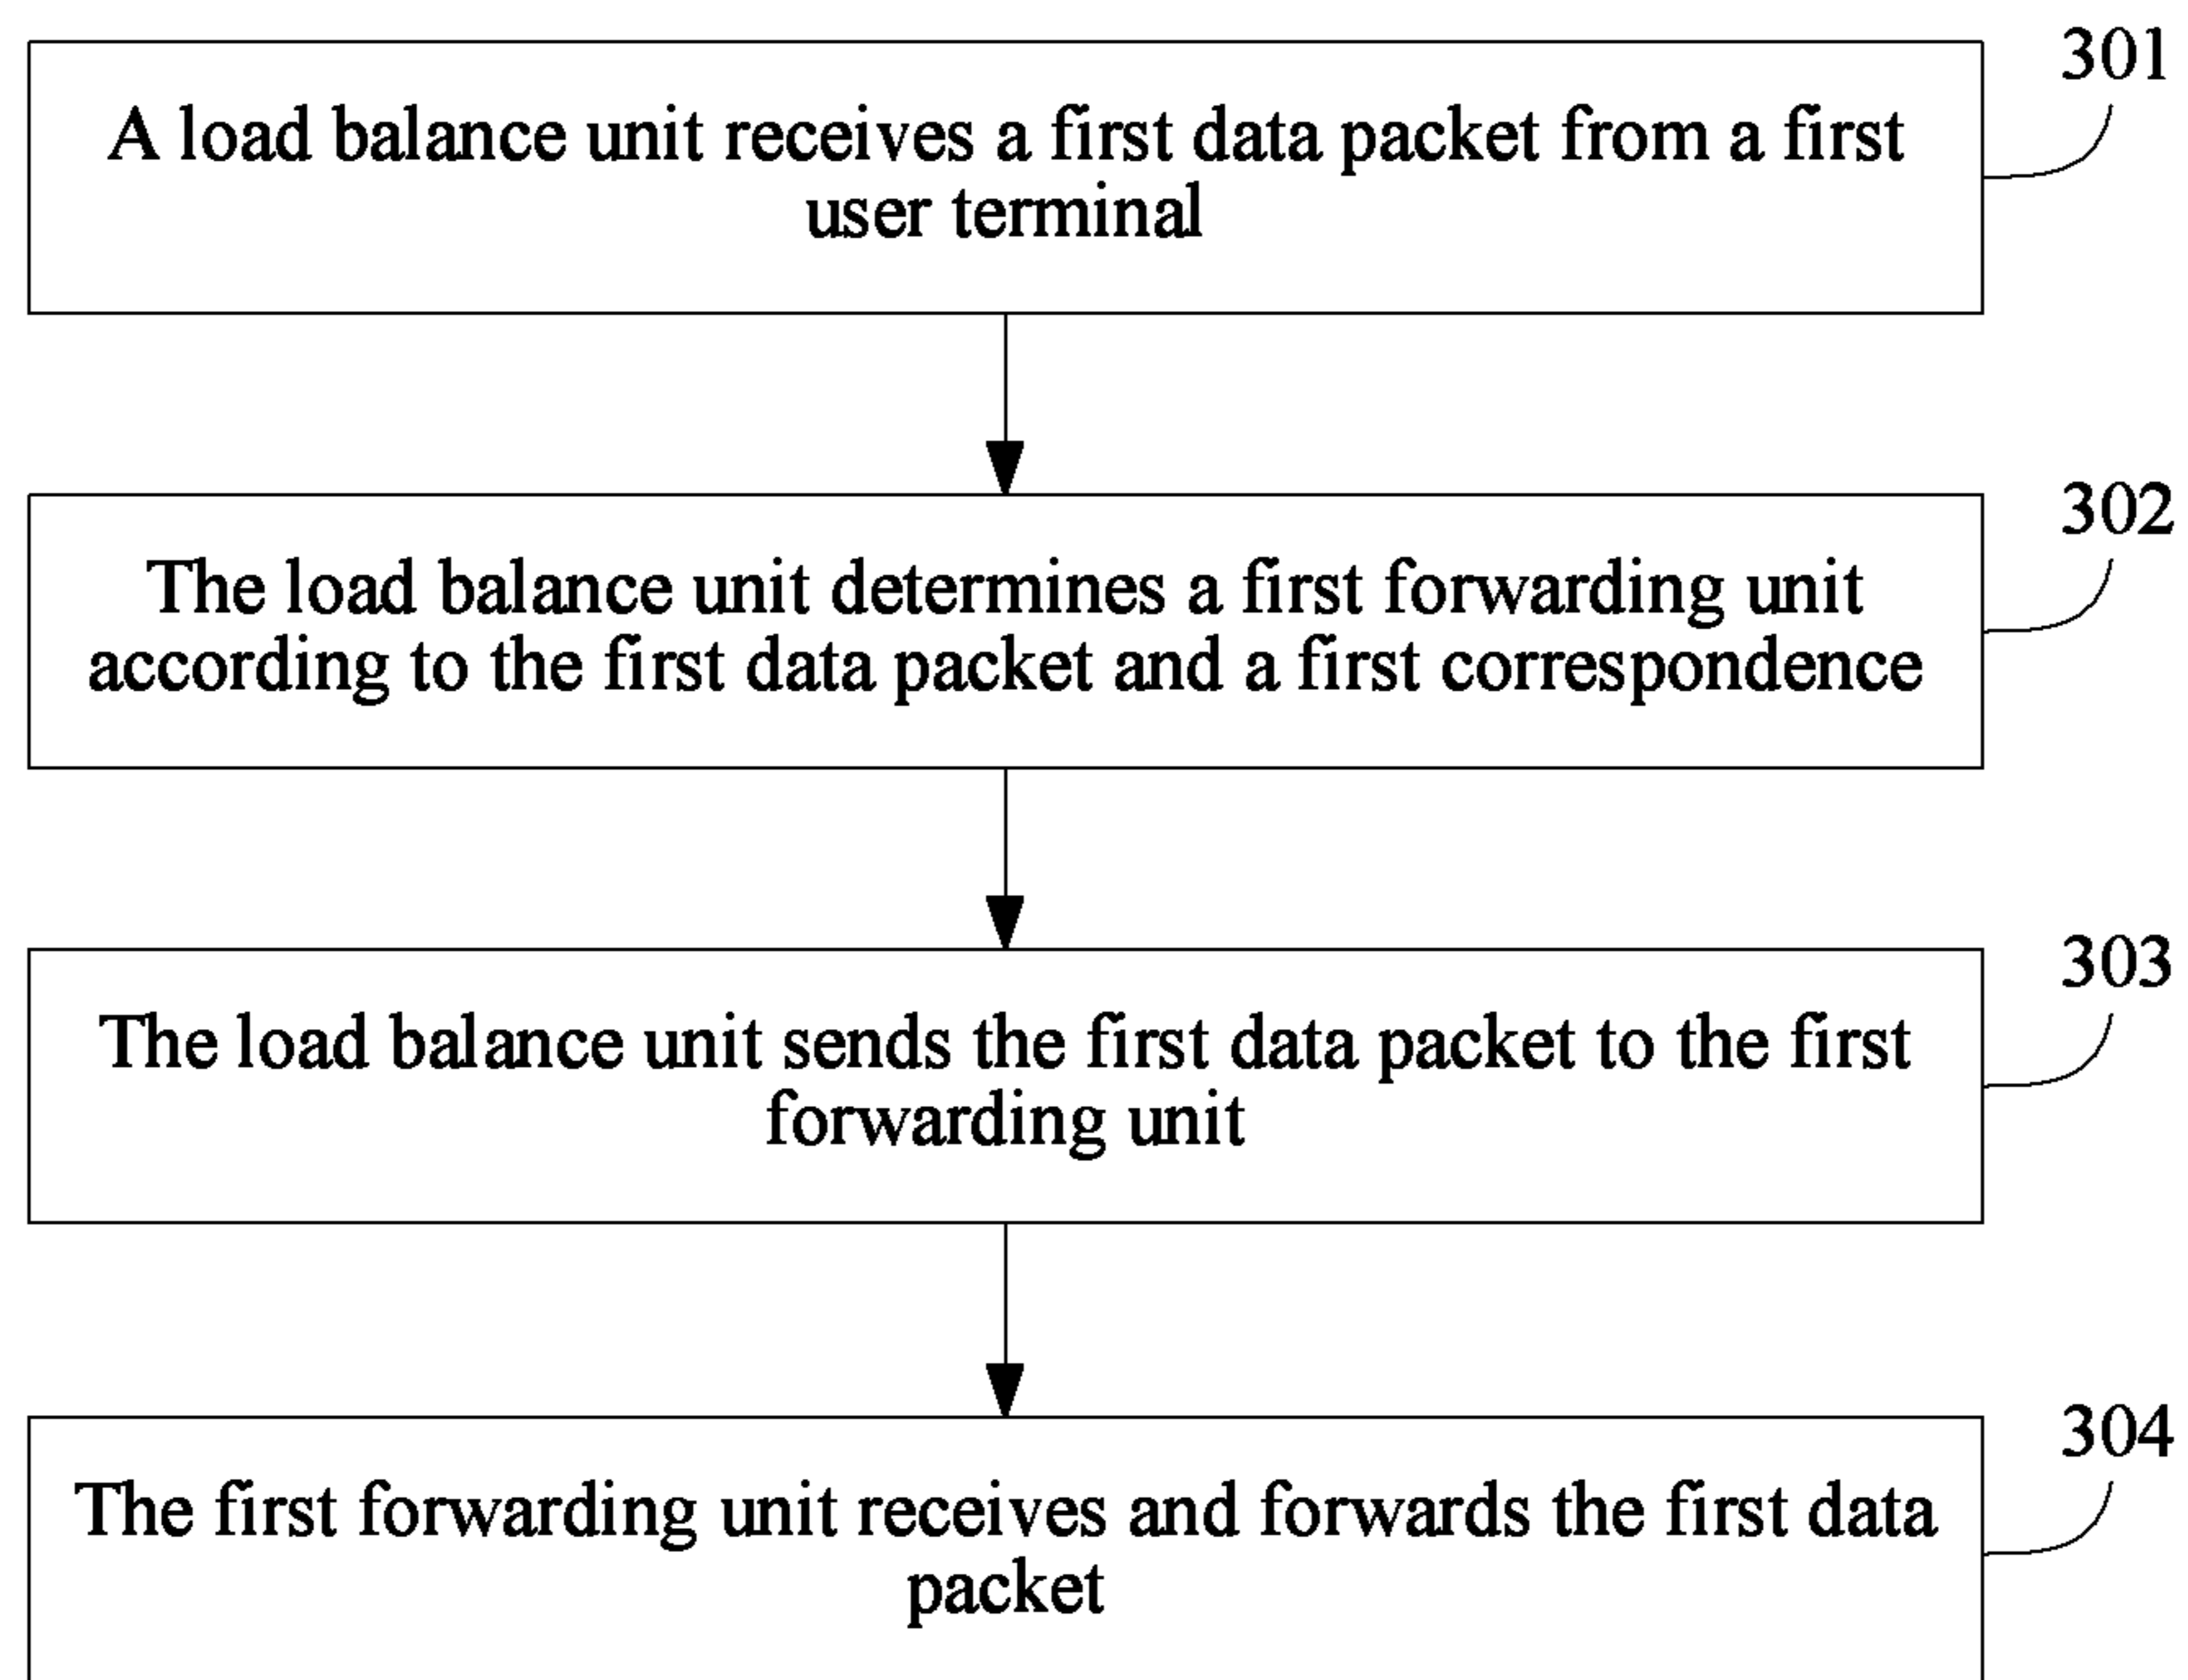 301
A load balance unit receives a first data packet from a first
user terminal
302
The load balance unit determines a first forwarding unit
according to the first data packet and a first correspondence
303
The load balance unit sends the first data packet to the first
forwarding unit
304
The first forwarding unit receives and forwards the first data
packet